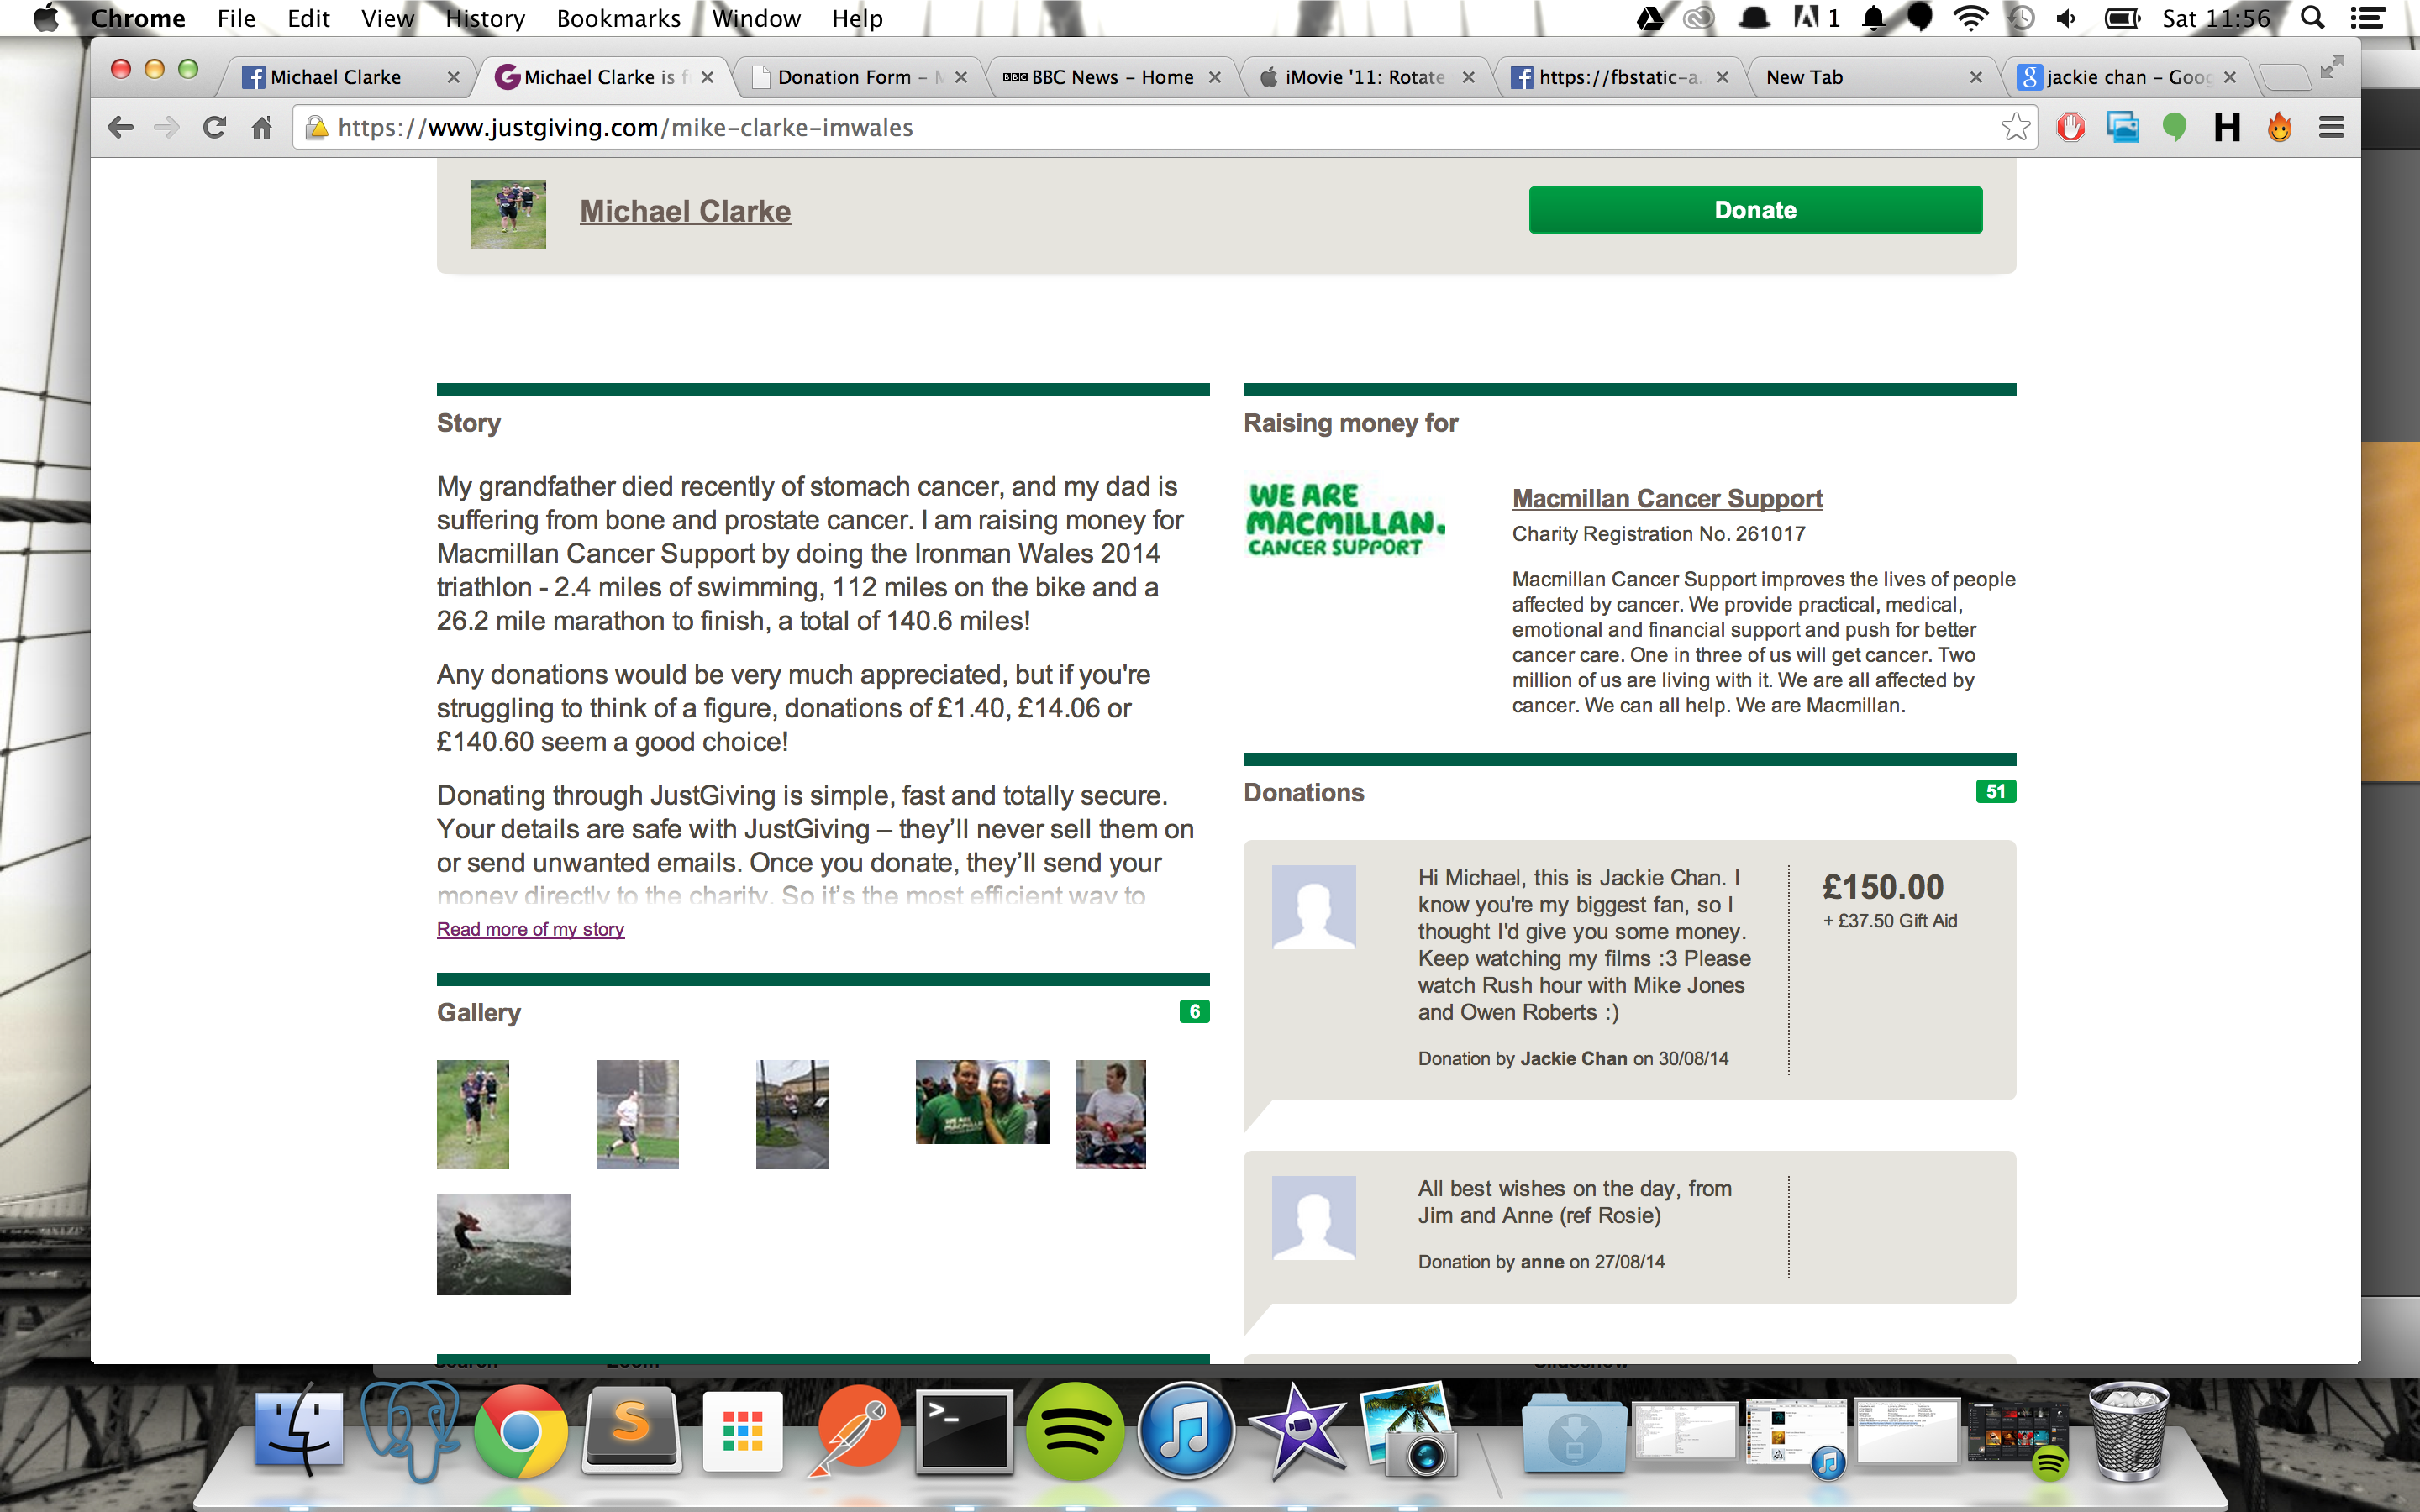 Chrome File Edit View History Bookmarks Window Help 1 Sat 11:56
Michael Clarke
Michael Clarke is f
Donation Form – M
BBC BBC News – Home
iMovie '11: Rotate
https://fbstatic-a.
New Tab
jackie chan – Goog
https://www.justgiving.com/mike-clarke-imwales
H
Michael Clarke
Donate
Story
My grandfather died recently of stomach cancer, and my dad is
suffering from bone and prostate cancer. I am raising money for
Macmillan Cancer Support by doing the Ironman Wales 2014
triathlon - 2.4 miles of swimming, 112 miles on the bike and a
26.2 mile marathon to finish, a total of 140.6 miles!
Any donations would be very much appreciated, but if you're
struggling to think of a figure, donations of £1.40, £14.06 or
£140.60 seem a good choice!
Donating through JustGiving is simple, fast and totally secure.
Your details are safe with JustGiving – they’ll never sell them on
or send unwanted emails. Once you donate, they’ll send your
money directly to the charity. So it’s the most efficient way to
Read more of my story
Gallery
6
WE ARE MACMILLAN
Raising money for
WE ARE
MACMILLAN.
CANCER SUPPORT
Macmillan Cancer Support
Charity Registration No. 261017
Macmillan Cancer Support improves the lives of people
affected by cancer. We provide practical, medical,
emotional and financial support and push for better
cancer care. One in three of us will get cancer. Two
million of us are living with it. We are all affected by
cancer. We can all help. We are Macmillan.
Donations
51
Hi Michael, this is Jackie Chan. I
know you're my biggest fan, so I
thought I'd give you some money.
Keep watching my films :3 Please
watch Rush hour with Mike Jones
and Owen Roberts :)
Donation by Jackie Chan on 30/08/14
£150.00
+ £37.50 Gift Aid
All best wishes on the day, from
Jim and Anne (ref Rosie)
Donation by anne on 27/08/14
Search Zoom Slideshow
S
>_